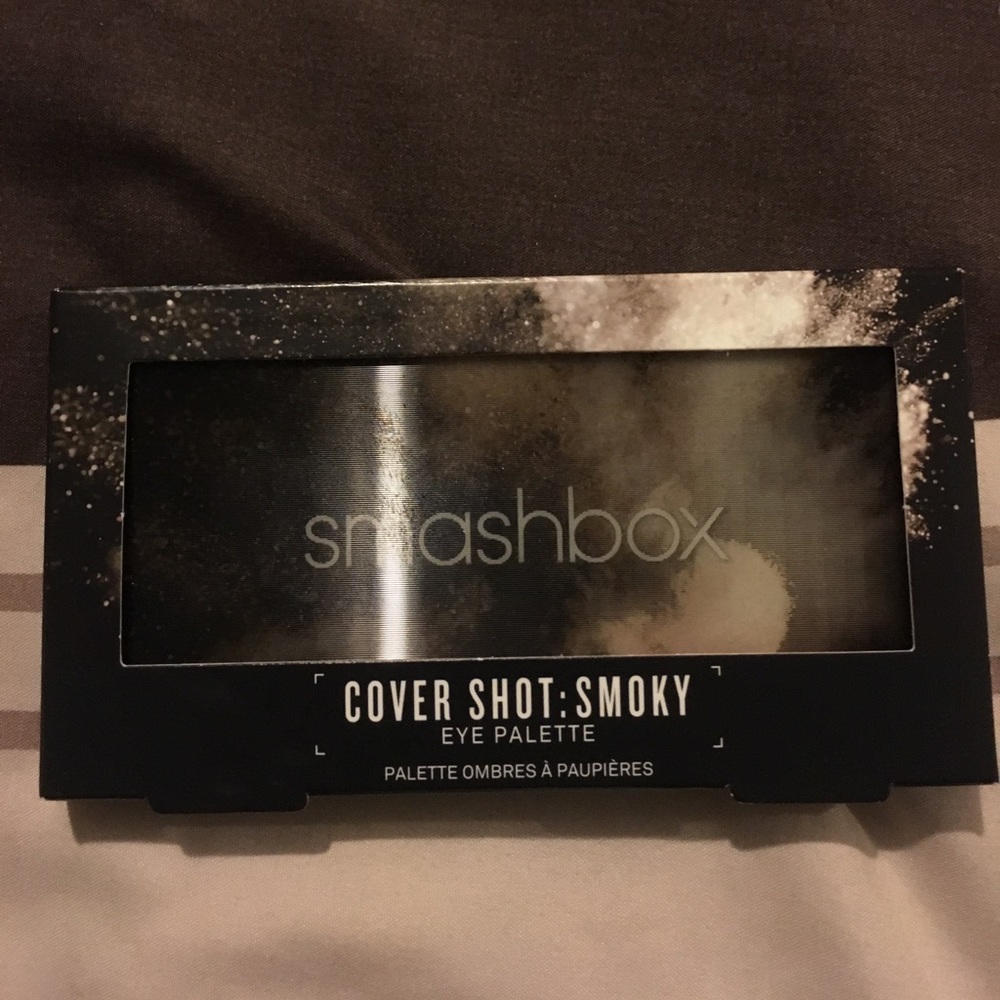 smashbox
COVER SHOT: SMOKY
EYE PALETTE
PALETTE OMBRES À PAUPIÈRES